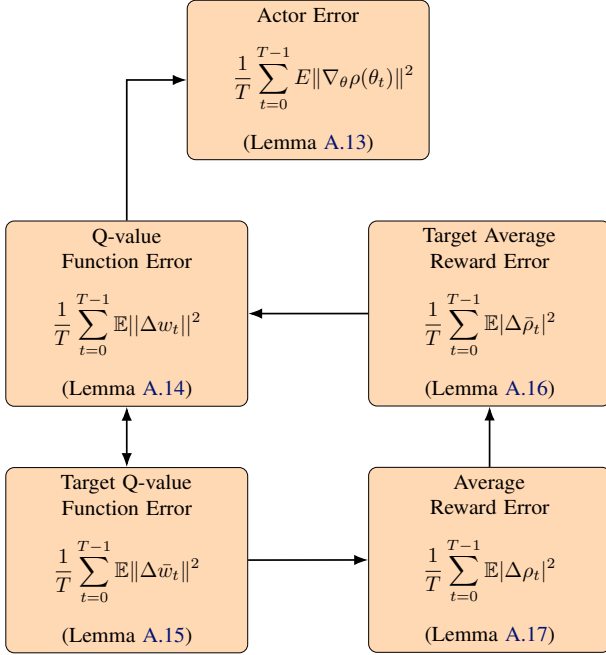 Actor Error
$\frac{1}{T} \sum_{t=0}^{T-1} E\|\nabla_\theta \rho(\theta_t)\|^2$
(Lemma A.13)
Q-value
Function Error
$\frac{1}{T} \sum_{t=0}^{T-1} \mathbb{E}||\Delta w_t||^2$
(Lemma A.14)
Target Average
Reward Error
$\frac{1}{T} \sum_{t=0}^{T-1} \mathbb{E}|\Delta \bar{\rho}_t|^2$
(Lemma A.16)
Target Q-value
Function Error
$\frac{1}{T} \sum_{t=0}^{T-1} \mathbb{E}\|\Delta \bar{w}_t\|^2$
(Lemma A.15)
Average
Reward Error
$\frac{1}{T} \sum_{t=0}^{T-1} \mathbb{E}|\Delta \rho_t|^2$
(Lemma A.17)